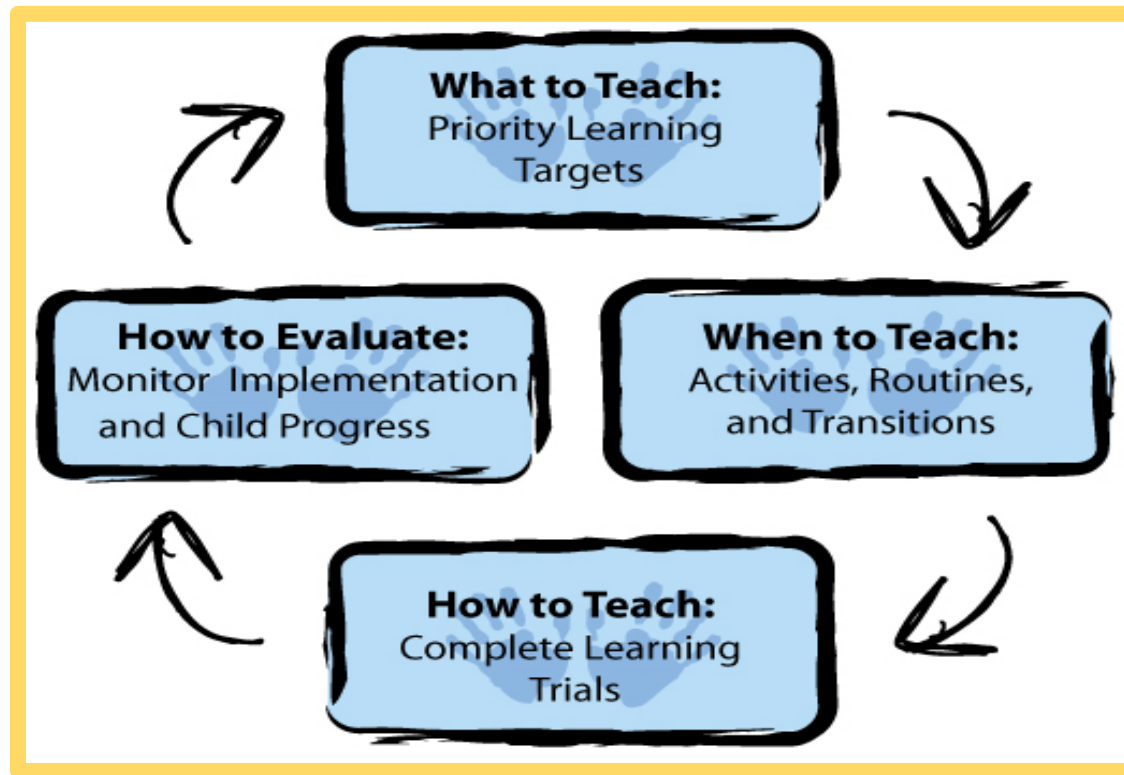 What to Teach:
Priority Learning
Targets
When to Teach:
Activities, Routines,
and Transitions
How to Teach:
Complete Learning
Trials
How to Evaluate:
Monitor Implementation
and Child Progress